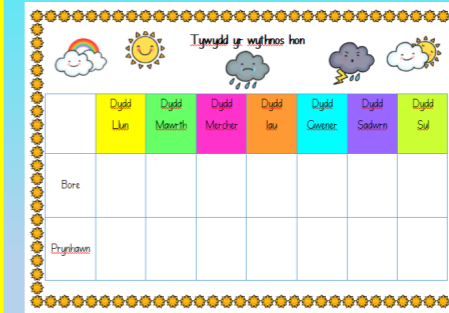 Tywydd yr wythnos hon
Dydd Llun
Dydd Mawrth
Dydd Mercher
Dydd Iau
Dydd Gwener
Dydd Sadwrn
Dydd Sul
Bore
Prynhawn